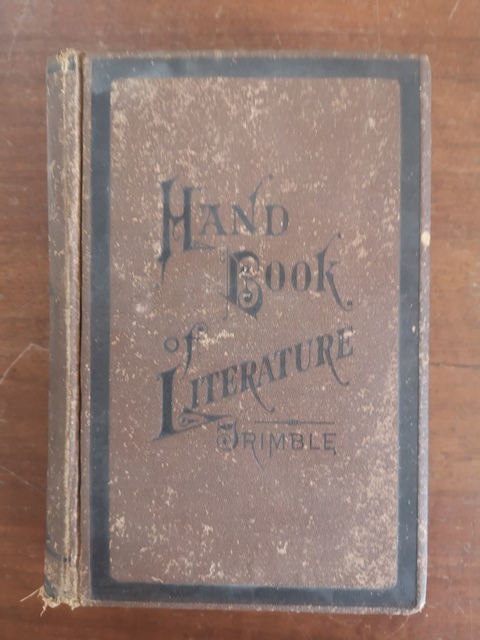 HAND
BOOK
of
LITERATURE
TRIMBLE